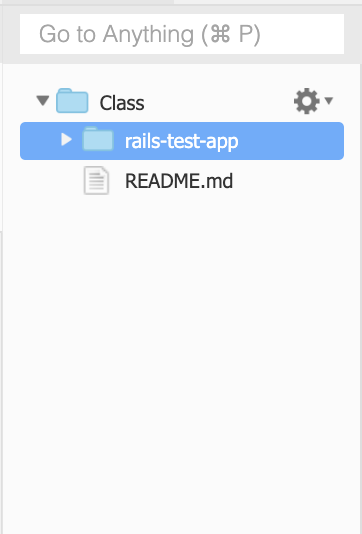 Go to Anything (⌘ P)
Class
rails-test-app
README.md